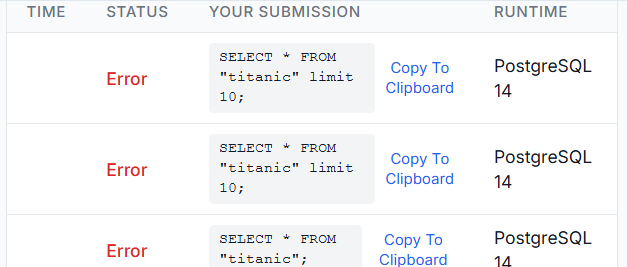 TIME STATUS YOUR SUBMISSION RUNTIME
SELECT * FROM
"titanic" limit
10;
Error
Copy To
Clipboard
PostgreSQL
14
SELECT * FROM
"titanic" limit
10;
Error
Copy To
Clipboard
PostgreSQL
14
SELECT * FROM
"titanic";
Error
Copy To
Clipboard
PostgreSQL
14